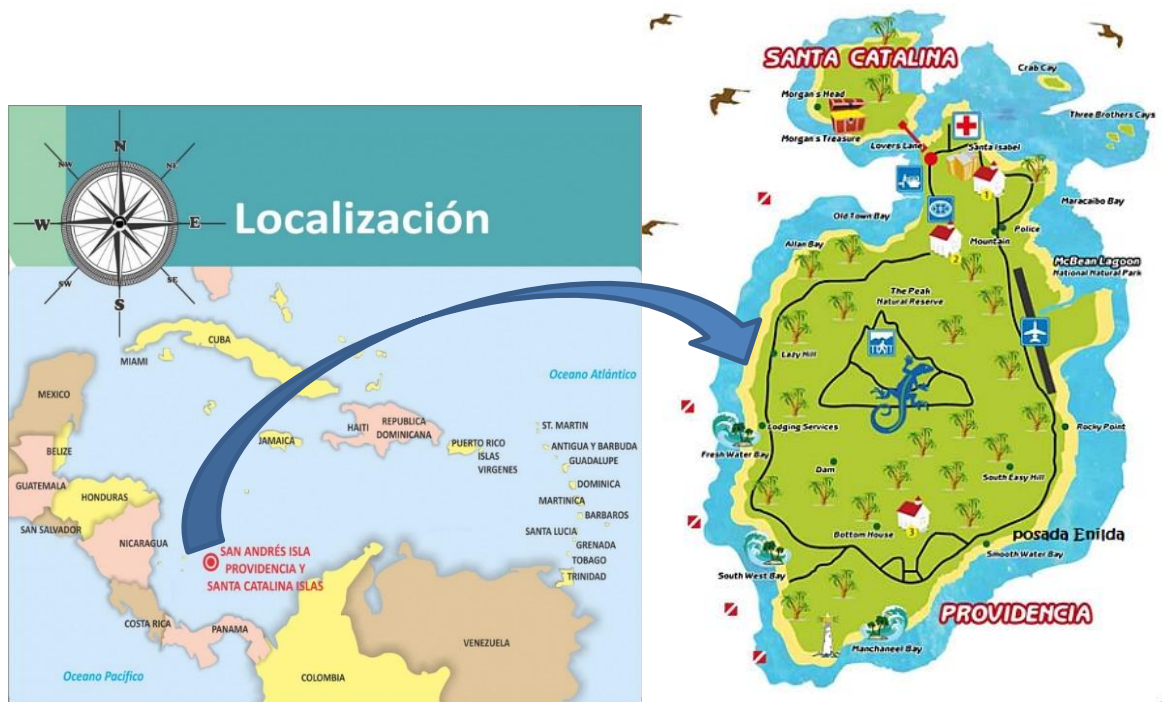 Localización
N
NW
NE
W
E
SW
SE
S
MIAMI
CUBA
Oceano Atlántico
MEXICO
BELIZE
JAMAICA
HAITI
REPUBLICA
DOMINICANA
PUERTO RICO
ISLAS
VIRGENES
ST. MARTIN
ANTIGUA Y BARBUDA
GUADALUPE
DOMINICA
MARTINICA
BARBAROS
SANTA LUCIA
GRENADA
TOBAGO
TRINIDAD
GUATEMALA
HONDURAS
SAN SALVADOR
NICARAGUA
SAN ANDRÉS ISLA
PROVIDENCIA Y
SANTA CATALINA ISLAS
COSTA RICA
PANAMA
VENEZUELA
COLOMBIA
Oceano Pacífico
SANTA CATALINA
Crab Cay
Morgan's Head
Three Brothers Cays
Morgan's Treasure
Lovers Lane
Santa Isabel
1
Maracaibo Bay
Old Town Bay
Police
Mountain
Allan Bay
2
McBean Lagoon
National Natural Park
The Peak
Natural Reserve
Lazy Hill
Lodging Services
Rocky Point
Fresh Water Bay
Dam
South Easy Hill
Bottom House
3
posada Enilda
Smooth Water Bay
South West Bay
PROVIDENCIA
Manchaneel Bay